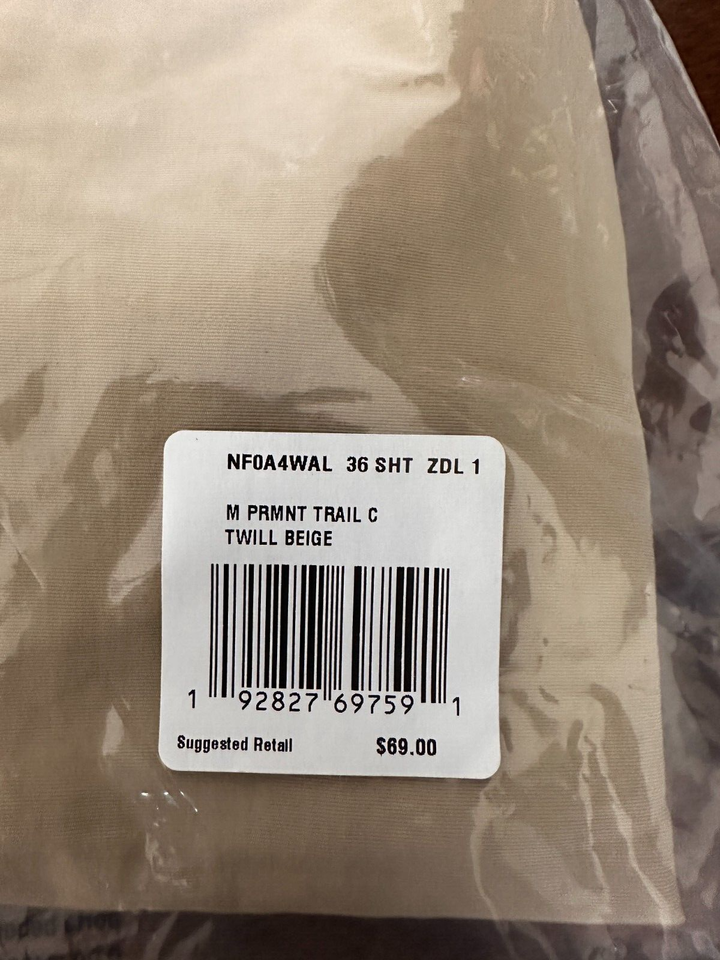 NF0A4WAL 36 SHT ZDL 1
M PRMNT TRAIL C
TWILL BEIGE
1 92827 69759 1
Suggested Retail $69.00